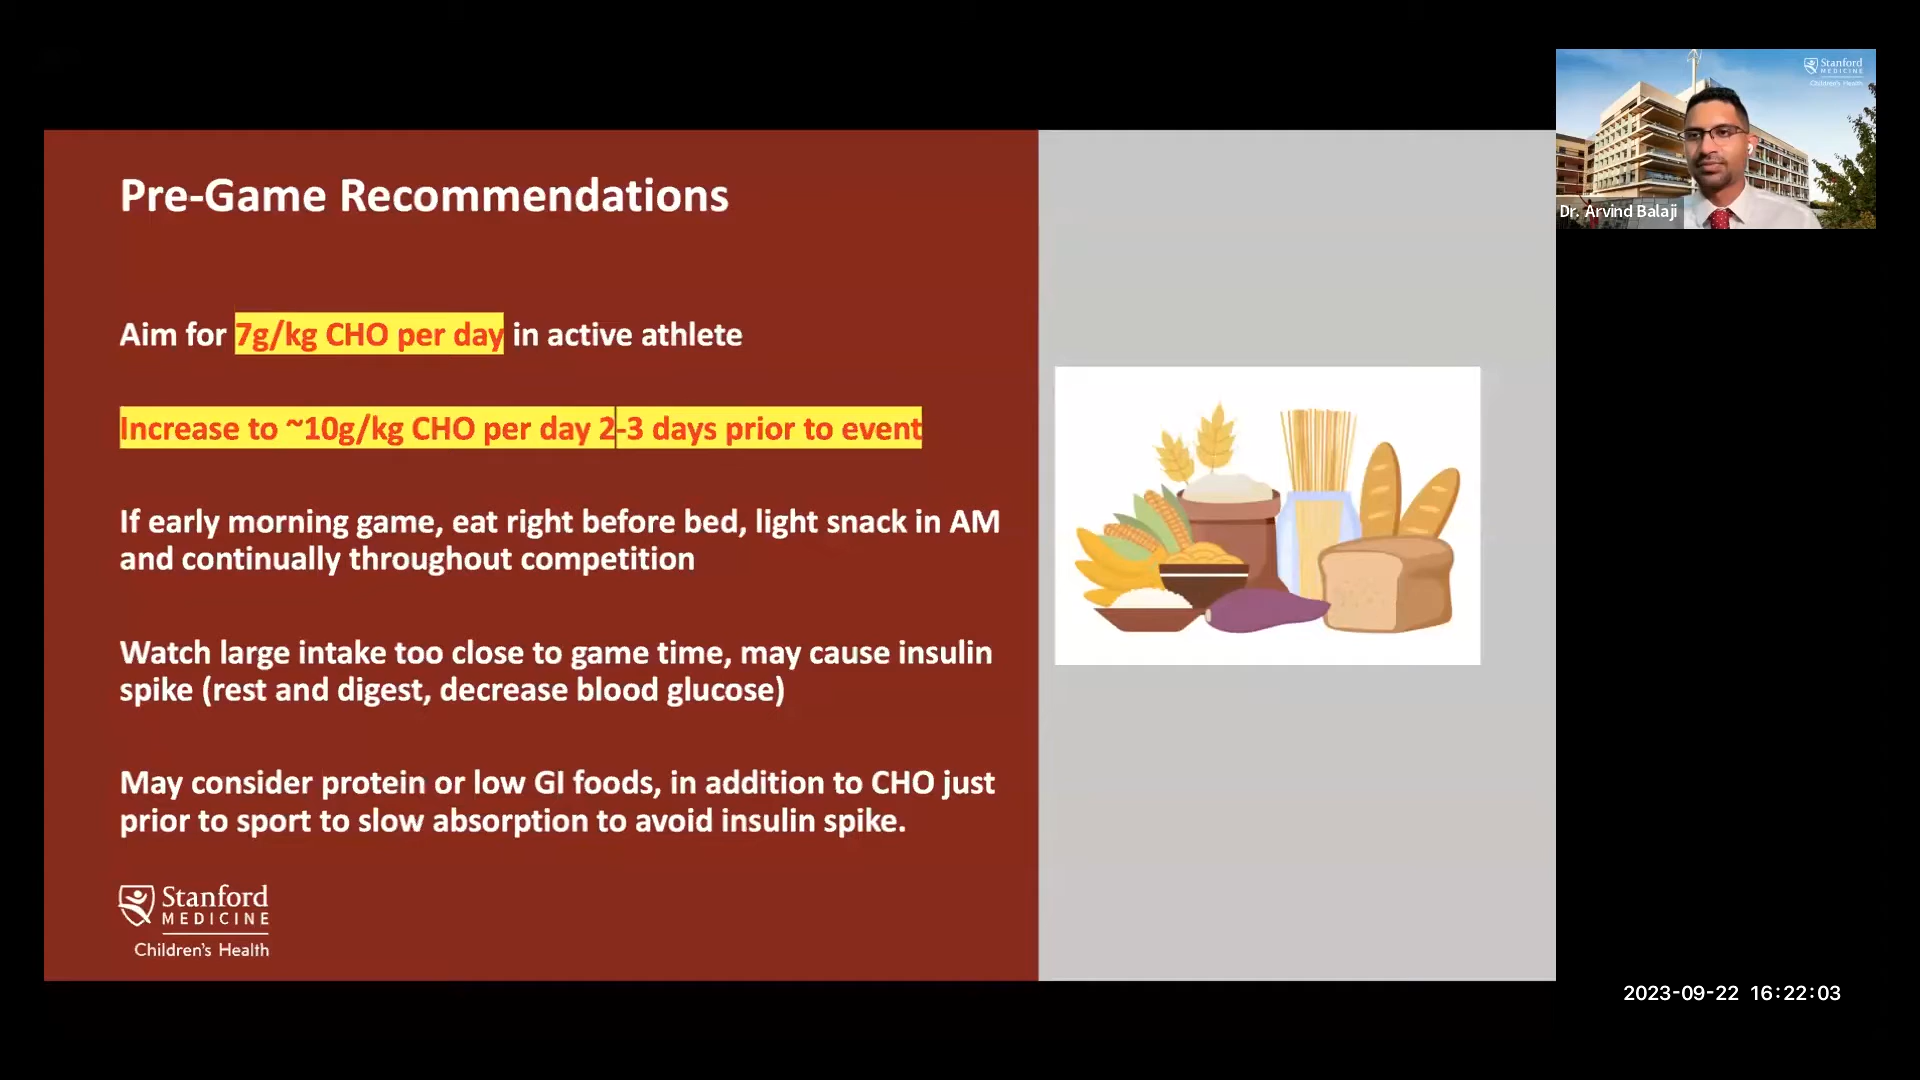 Pre-Game Recommendations
Aim for 7g/kg CHO per day in active athlete
Increase to ~10g/kg CHO per day 2-3 days prior to event
If early morning game, eat right before bed, light snack in AM
and continually throughout competition
Watch large intake too close to game time, may cause insulin
spike (rest and digest, decrease blood glucose)
May consider protein or low GI foods, in addition to CHO just
prior to sport to slow absorption to avoid insulin spike.
Stanford
MEDICINE
Children's Health
Stanford
MEDICINE
Children's Health
Dr. Arvind Balaji
2023-09-22 16:22:03